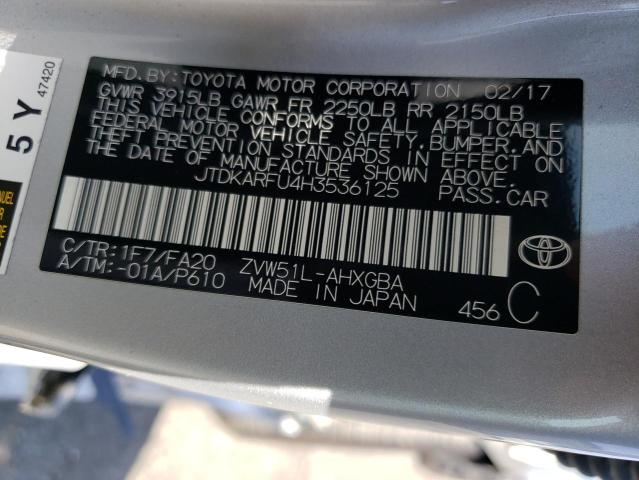 MFD. BY: TOYOTA MOTOR CORPORATION 02/17
GVWR 3915LB GAWR FR 2250LB RR 2150LB
THIS VEHICLE CONFORMS TO ALL APPLICABLE
FEDERAL MOTOR VEHICLE SAFETY, BUMPER, AND
THEFT PREVENTION STANDARDS IN EFFECT ON
THE DATE OF MANUFACTURE SHOWN ABOVE.
JTDKARFU4H3536125 PASS.CAR
C/TR:1F7/FA20 ZVW51L-AHXGBA
A/TM:-01A/P610 MADE IN JAPAN 456 C
5 Y 47420